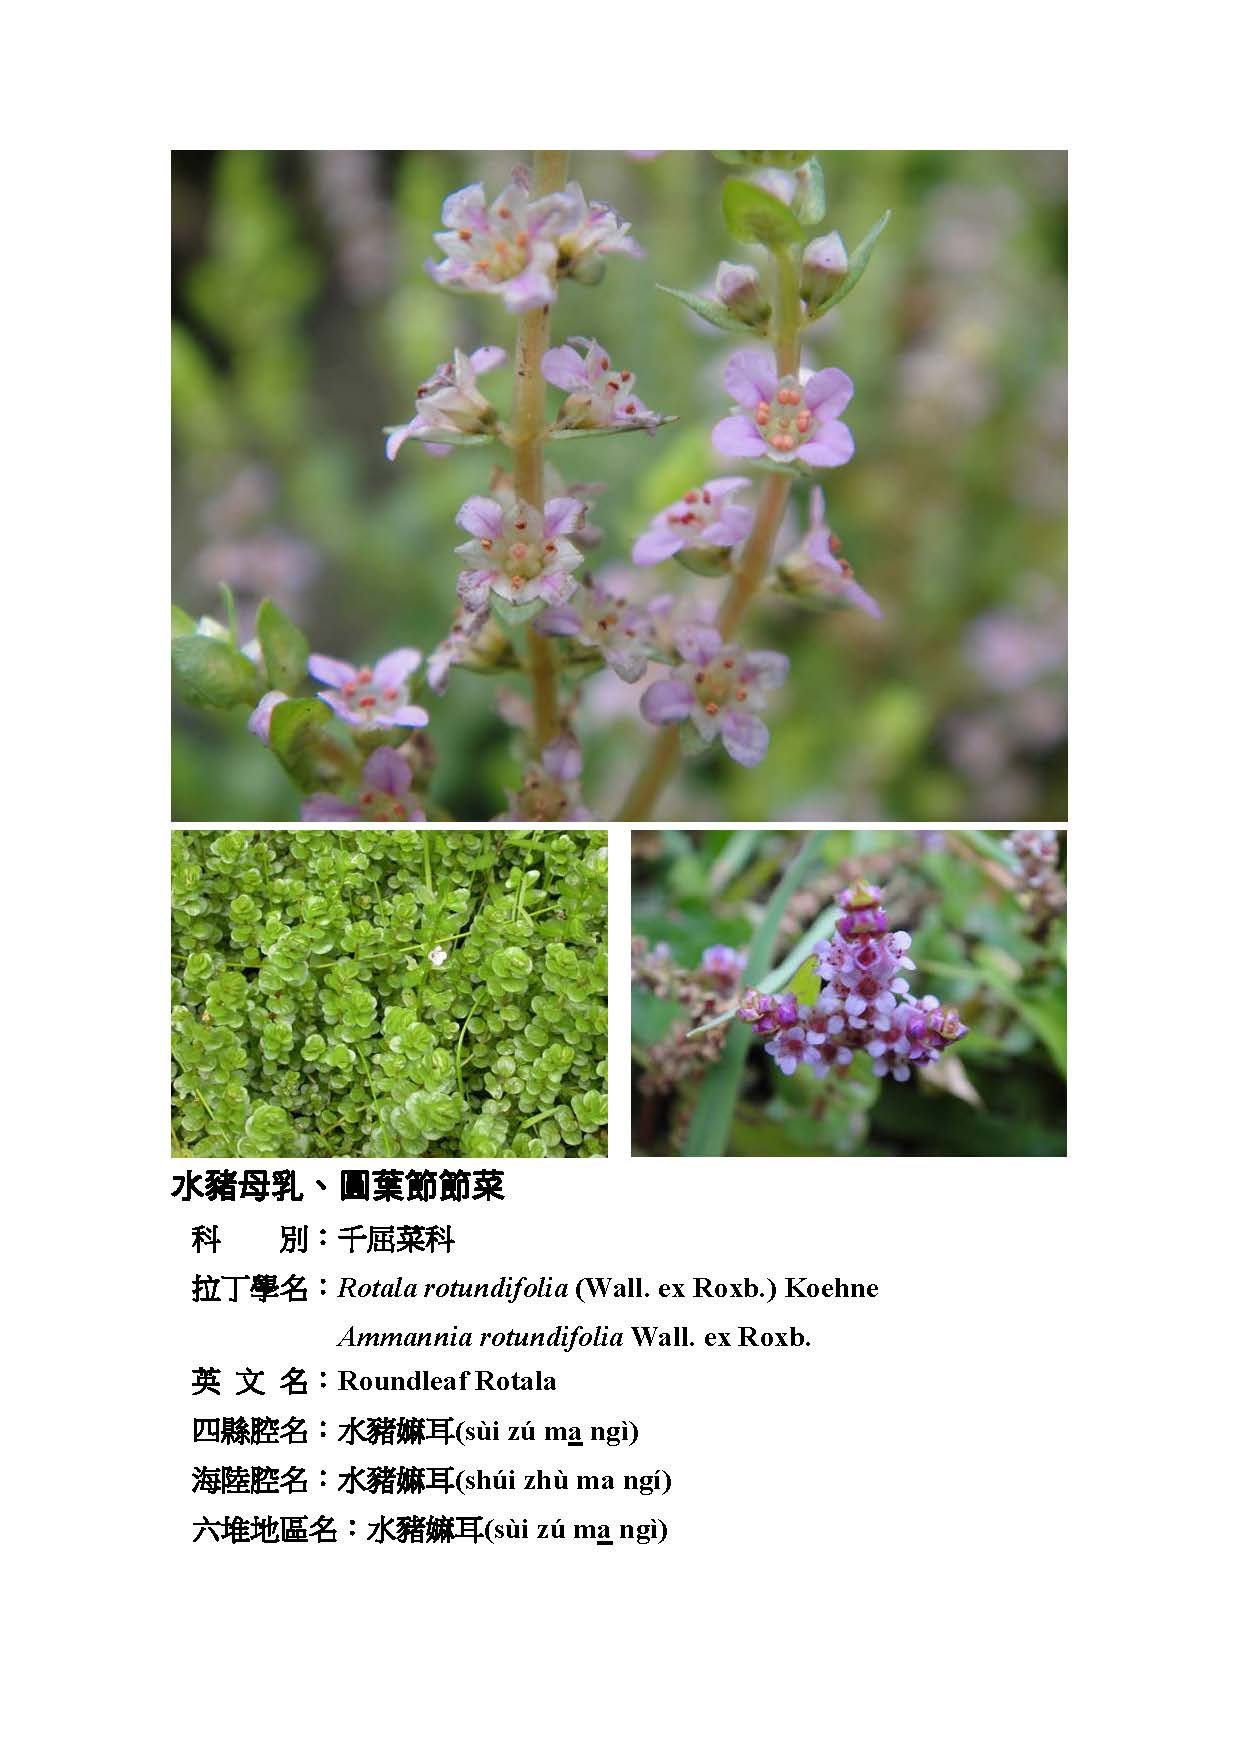 水豬母乳、圓葉節節菜
科　　別：千屈菜科
拉丁學名：Rotala rotundifolia (Wall. ex Roxb.) Koehne
Ammannia rotundifolia Wall. ex Roxb.
英 文 名：Roundleaf Rotala
四縣腔名：水豬嫲耳(sùi zú ma ngì)
海陸腔名：水豬嫲耳(shúi zhù ma ngí)
六堆地區名：水豬嫲耳(sùi zú ma ngì)